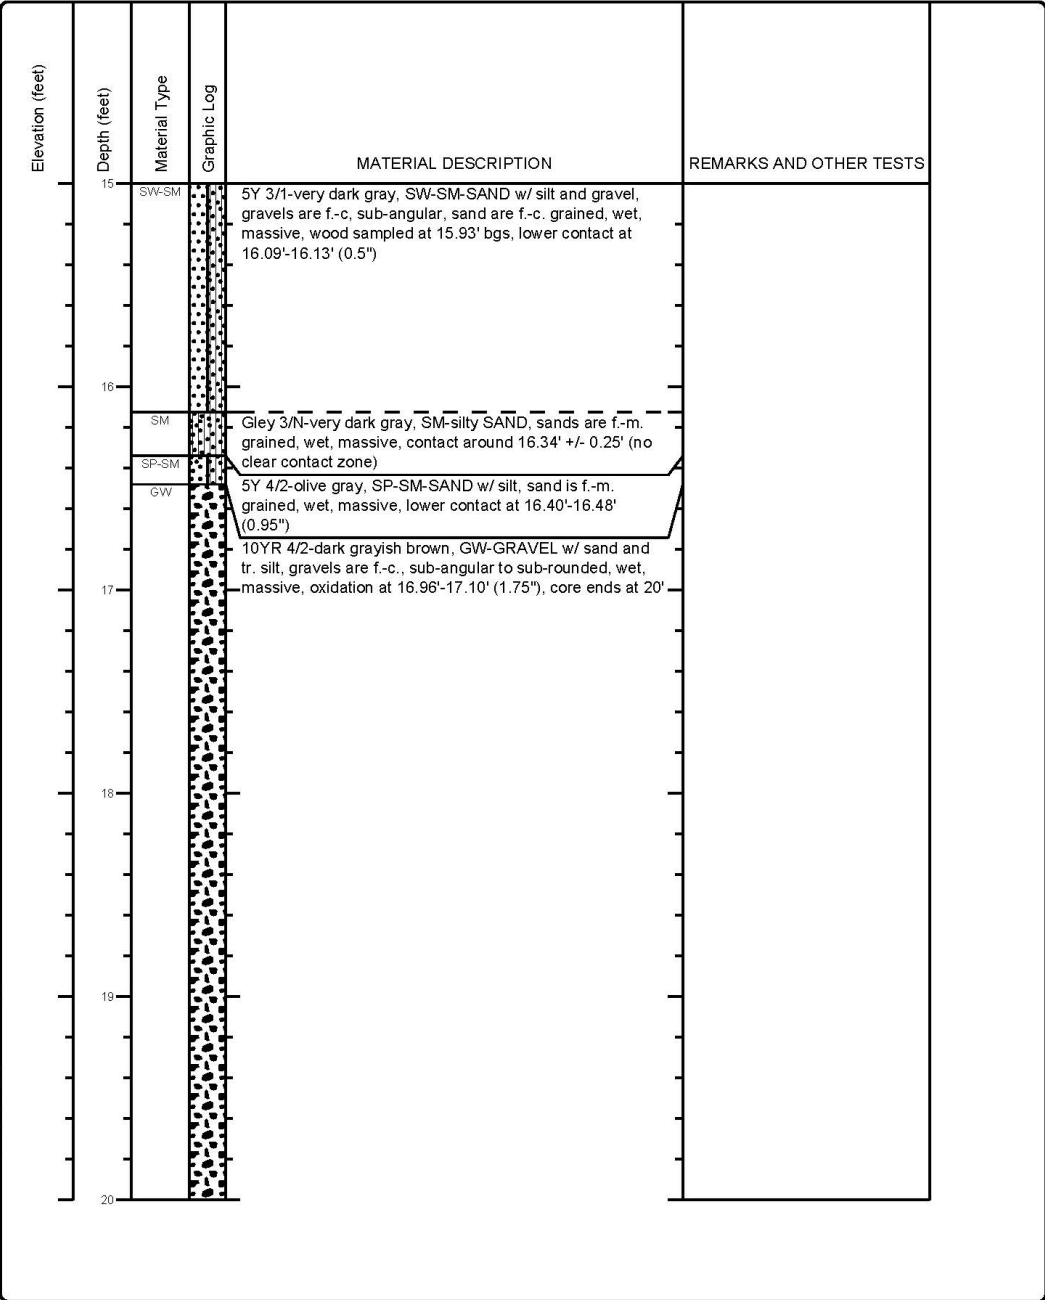 Elevation (feet)
Depth (feet)
Material Type
Graphic Log
MATERIAL DESCRIPTION
REMARKS AND OTHER TESTS
15
SW-SM
5Y 3/1-very dark gray, SW-SM-SAND w/ silt and gravel,
gravels are f.-c, sub-angular, sand are f.-c. grained, wet,
massive, wood sampled at 15.93' bgs, lower contact at
16.09'-16.13' (0.5")
16
SM
Gley 3/N-very dark gray, SM-silty SAND, sands are f.-m.
grained, wet, massive, contact around 16.34' +/- 0.25' (no
clear contact zone)
SP-SM
5Y 4/2-olive gray, SP-SM-SAND w/ silt, sand is f.-m.
grained, wet, massive, lower contact at 16.40'-16.48'
(0.95")
GW
10YR 4/2-dark grayish brown, GW-GRAVEL w/ sand and
tr. silt, gravels are f.-c., sub-angular to sub-rounded, wet,
massive, oxidation at 16.96'-17.10' (1.75"), core ends at 20'
17
18
19
20